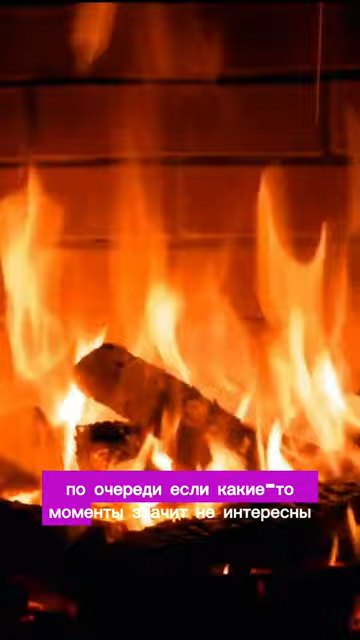 по очереди если какие-то
моменты значит не интересны